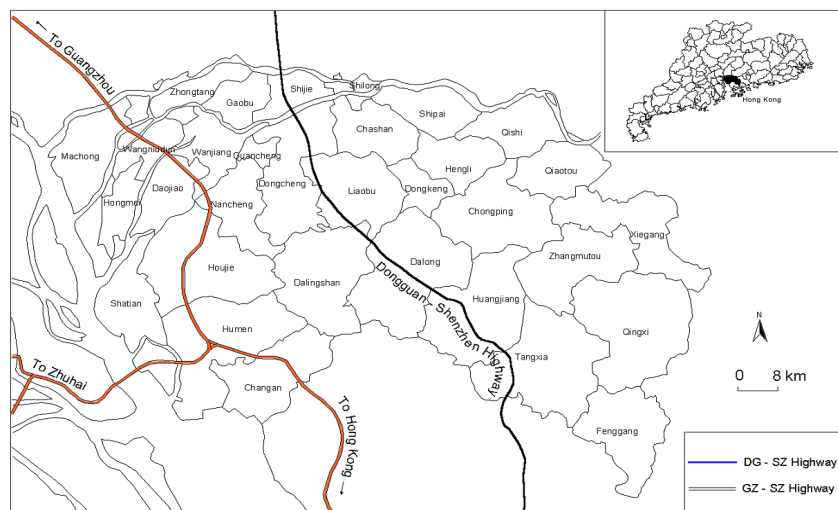 ← To Guangzhou
Zhongtang
Gaobu
Shijie
Shilong
Shipai
Chashan
Qishi
Machong
Wangniudun
Wanjiang
Guancheng
Hengli
Qiaotou
Daojiao
Dongcheng
Liaobu
Dongkeng
Hongmei
Nancheng
Chongping
Xiegang
Houjie
Dalong
Zhangmutou
Dalingshan
Dongguan - Shenzhen Highway
Shatian
Huangjiang
Humen
Qingxi
Tangxia
To Zhuhai
Changan
To Hong Kong →
Fenggang
Hong Kong
N
0 8 km
DG - SZ Highway
GZ - SZ Highway